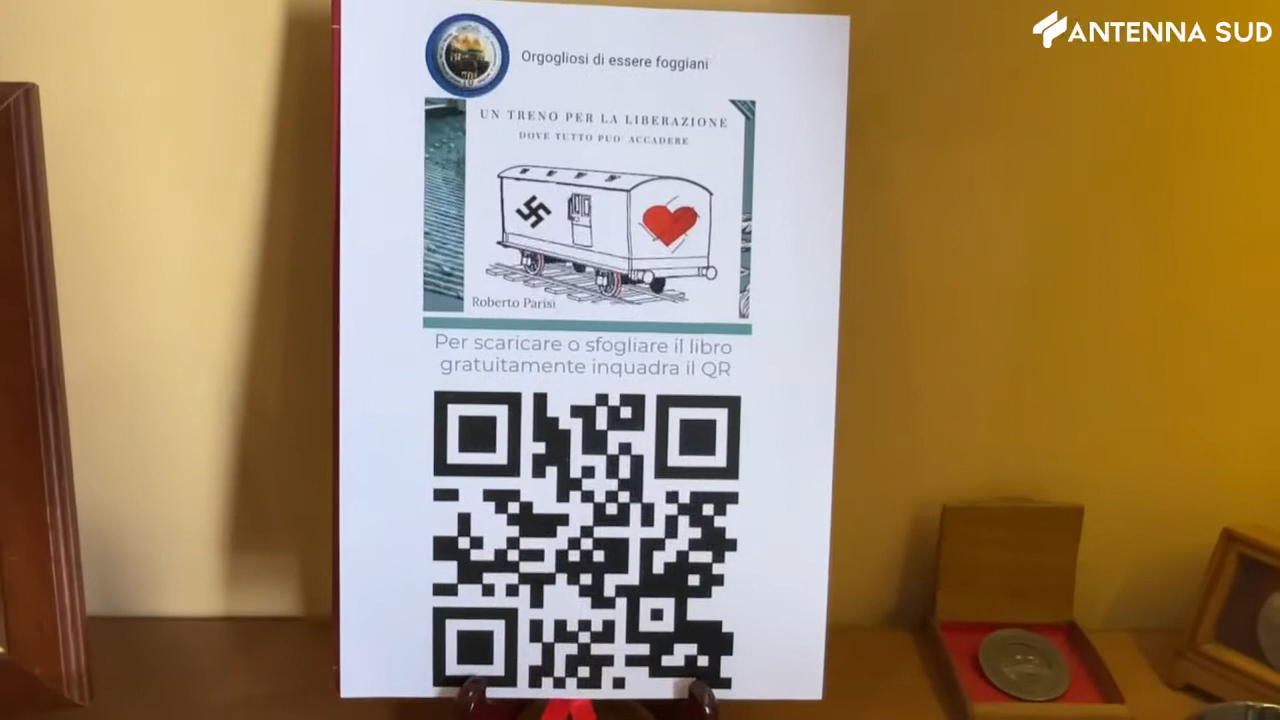 ANTENNA SUD
Orgogliosi di essere foggiani
UN TRENO PER LA LIBERAZIONE
DOVE TUTTO PUO' ACCADERE
Roberto Parisi
Per scaricare o sfogliare il libro
gratuitamente inquadra il QR